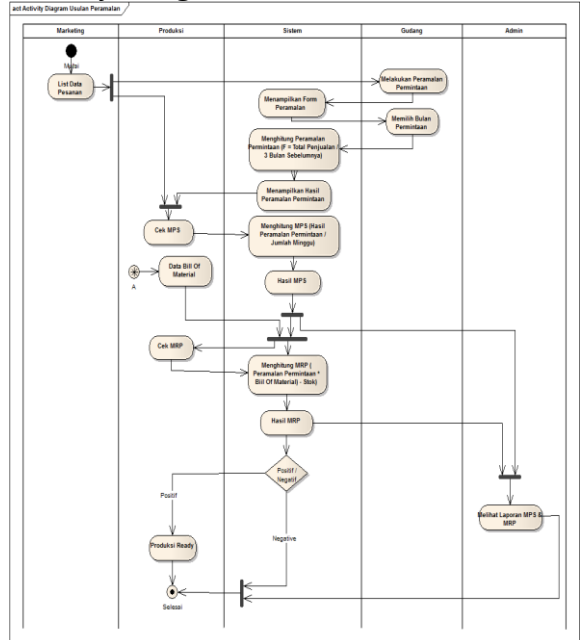 act Activity Diagram Usulan Peramalan
Marketing
Produksi
Sistem
Gudang
Admin
Mulai
List Data
Pesanan
Melakukan Peramalan
Permintaan
Menampilkan Form
Peramalan
Memilih Bulan
Permintaan
Menghitung Peramalan
Permintaan (F = Total Penjualan /
3 Bulan Sebelumnya)
Menampilkan Hasil
Peramalan Permintaan
Cek MPS
Menghitung MPS (Hasil
Peramalan Permintaan /
Jumlah Minggu)
Data Bill Of
Material
A
Hasil MPS
Cek MRP
Menghitung MRP (
Peramalan Permintaan *
Bill Of Material) - Stok)
Hasil MRP
Positif /
Negatif
Positif
Negative
Melihat Laporan MPS &
MRP
Produksi Ready
Selesai